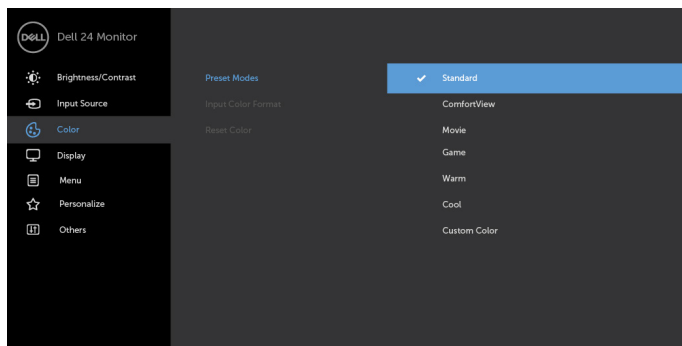 DELL Dell 24 Monitor
Brightness/Contrast
Input Source
Color
Display
Menu
Personalize
Others
Preset Modes
Input Color Format
Reset Color
Standard
ComfortView
Movie
Game
Warm
Cool
Custom Color